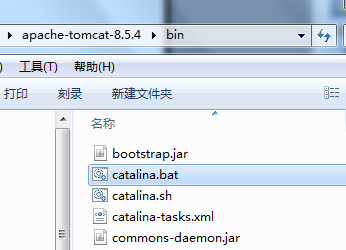 apache-tomcat-8.5.4 ▸ bin
) 工具(T) 帮助(H)
打印 刻录 新建文件夹
名称
bootstrap.jar
catalina.bat
catalina.sh
catalina-tasks.xml
commons-daemon.jar